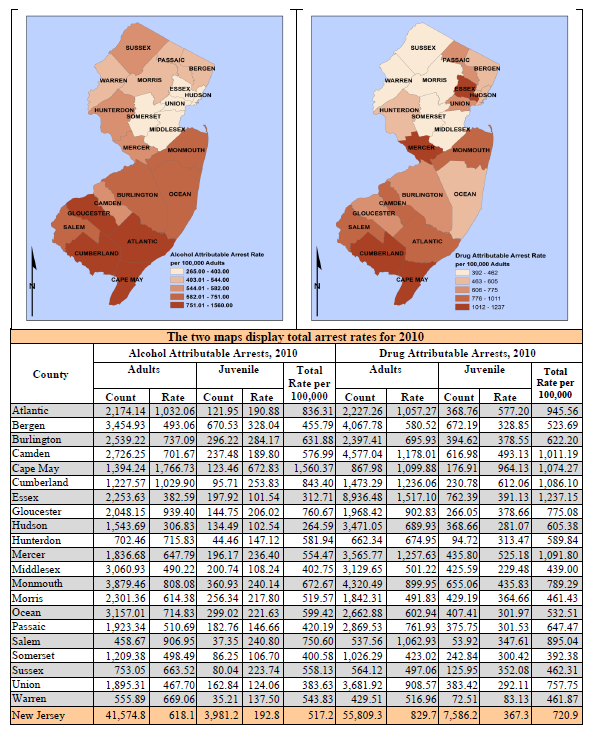 SUSSEX
PASSAIC
BERGEN
WARREN
MORRIS
ESSEX
HUDSON
UNION
HUNTERDON
SOMERSET
MIDDLESEX
MERCER
MONMOUTH
BURLINGTON
OCEAN
CAMDEN
GLOUCESTER
SALEM
ATLANTIC
CUMBERLAND
CAPE MAY
N
Alcohol Attributable Arrest Rate
per 100,000 Adults
265.00 - 403.00
403.01 - 544.00
544.01 - 582.00
582.01 - 751.00
751.01 - 1560.00
SUSSEX
PASSAIC
BERGEN
WARREN
MORRIS
ESSEX
HUDSON
UNION
HUNTERDON
SOMERSET
MIDDLESEX
MERCER
MONMOUTH
BURLINGTON
OCEAN
CAMDEN
GLOUCESTER
SALEM
ATLANTIC
CUMBERLAND
CAPE MAY
N
Drug Attributable Arrest Rate
per 100,000 Adults
392 - 462
463 - 605
606 - 775
776 - 1011
1012 - 1237
The two maps display total arrest rates for 2010
County Alcohol Attributable Arrests, 2010 Drug Attributable Arrests, 2010
Adults Juvenile Total Rate per 100,000 Adults Juvenile Total Rate per 100,000
Count Rate Count Rate Count Rate Count Rate
Atlantic 2,174.14 1,032.06 121.95 190.88 836.31 2,227.26 1,057.27 368.76 577.20 945.56
Bergen 3,454.93 493.06 670.53 328.04 455.79 4,067.78 580.52 672.19 328.85 523.69
Burlington 2,539.22 737.09 296.22 284.17 631.88 2,397.41 695.93 394.62 378.55 622.20
Camden 2,726.25 701.67 237.48 189.80 576.99 4,577.04 1,178.01 616.98 493.13 1,011.19
Cape May 1,394.24 1,766.73 123.46 672.83 1,560.37 867.98 1,099.88 176.91 964.13 1,074.27
Cumberland 1,227.57 1,029.90 95.71 253.83 843.40 1,473.29 1,236.06 230.78 612.06 1,086.10
Essex 2,253.63 382.59 197.92 101.54 312.71 8,936.48 1,517.10 762.39 391.13 1,237.15
Gloucester 2,048.15 939.40 144.75 206.02 760.67 1,968.42 902.83 266.05 378.66 775.08
Hudson 1,543.69 306.83 134.49 102.54 264.59 3,471.05 689.93 368.66 281.07 605.38
Hunterdon 702.46 715.83 44.46 147.12 581.94 662.34 674.95 94.72 313.47 589.84
Mercer 1,836.68 647.79 196.17 236.40 554.47 3,565.77 1,257.63 435.80 525.18 1,091.80
Middlesex 3,060.93 490.22 200.74 108.24 402.75 3,129.65 501.22 425.59 229.48 439.00
Monmouth 3,879.46 808.08 360.93 240.14 672.67 4,320.49 899.95 655.06 435.83 789.29
Morris 2,301.36 614.38 256.34 217.80 519.57 1,842.31 491.83 429.19 364.66 461.43
Ocean 3,157.01 714.83 299.02 221.63 599.42 2,662.88 602.94 407.41 301.97 532.51
Passaic 1,923.34 510.69 182.76 146.66 420.19 2,869.53 761.93 375.75 301.53 647.47
Salem 458.67 906.95 37.35 240.80 750.60 537.56 1,062.93 53.92 347.61 895.04
Somerset 1,209.38 498.49 86.25 106.70 400.58 1,026.29 423.02 242.84 300.42 392.38
Sussex 753.05 663.52 80.04 223.74 558.13 564.12 497.06 125.95 352.08 462.31
Union 1,895.31 467.70 162.84 124.06 383.63 3,681.92 908.57 383.42 292.11 757.75
Warren 555.89 669.06 35.21 137.50 543.83 429.51 516.96 72.51 83.13 461.87
New Jersey 41,574.8 618.1 3,981.2 192.8 517.2 55,809.3 829.7 7,586.2 367.3 720.9